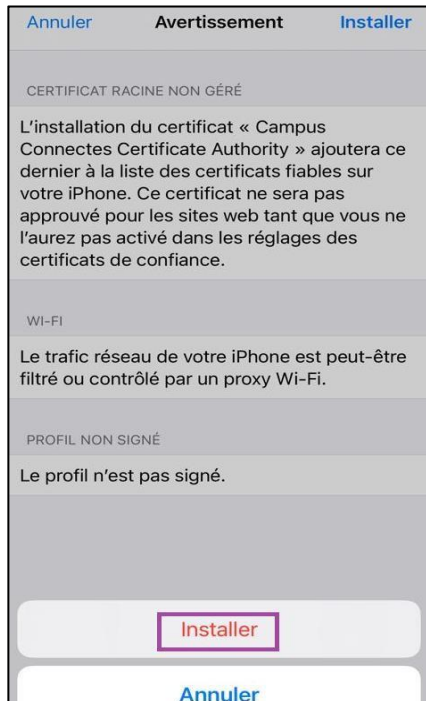 Annuler Avertissement Installer
CERTIFICAT RACINE NON GÉRÉ
L'installation du certificat « Campus
Connectes Certificate Authority » ajoutera ce
dernier à la liste des certificats fiables sur
votre iPhone. Ce certificat ne sera pas
approuvé pour les sites web tant que vous ne
l'aurez pas activé dans les réglages des
certificats de confiance.
WI-FI
Le trafic réseau de votre iPhone est peut-être
filtré ou contrôlé par un proxy Wi-Fi.
PROFIL NON SIGNÉ
Le profil n'est pas signé.
Installer
Annuler